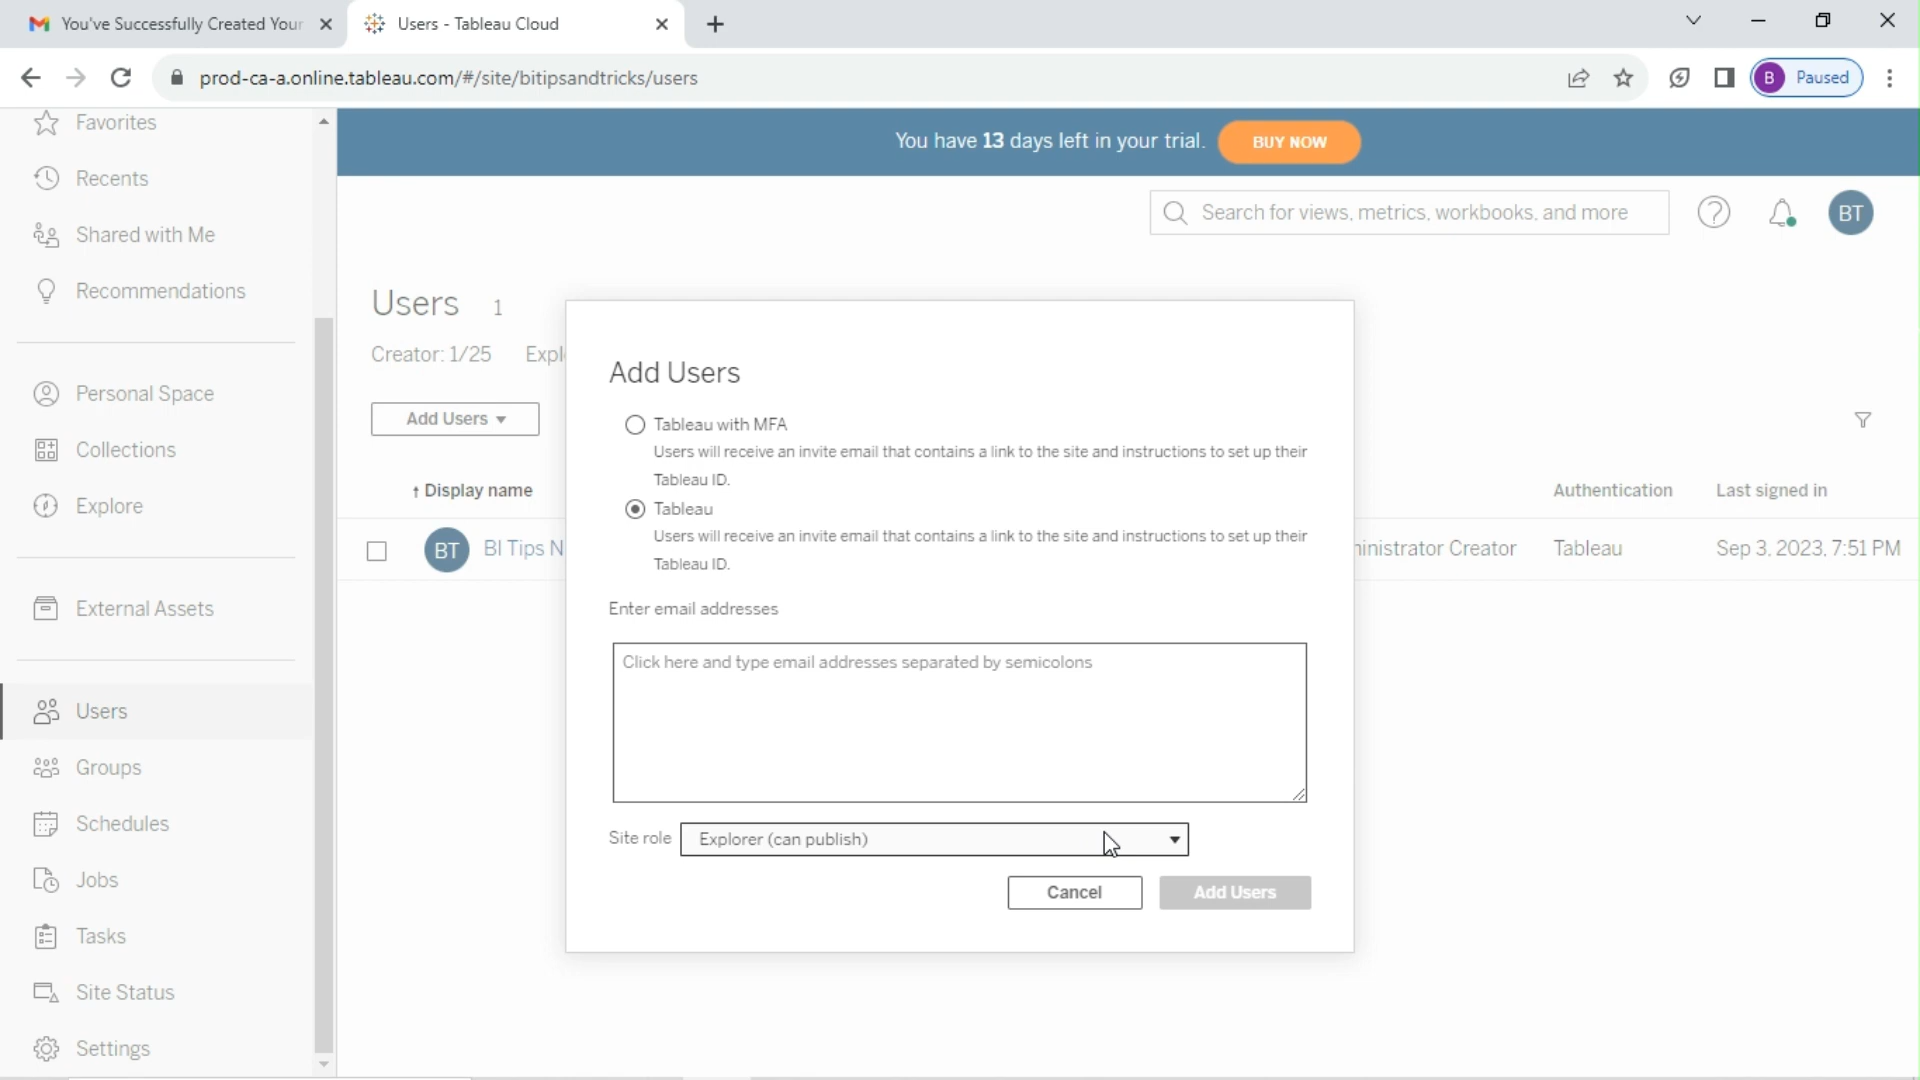 You've Successfully Created Your
Users - Tableau Cloud
prod-ca-a.online.tableau.com/#/site/bitipsandtricks/users
B Paused
Favorites
Recents
Shared with Me
Recommendations
Personal Space
Collections
Explore
External Assets
Users
Groups
Schedules
Jobs
Tasks
Site Status
Settings
You have 13 days left in your trial.
BUY NOW
Search for views, metrics, workbooks, and more
BT
Users 1
Creator: 1/25
Add Users
↑ Display name
Authentication
Last signed in
BT
BI Tips
Creator
Tableau
Sep 3, 2023, 7:51 PM
Add Users
Tableau with MFA
Users will receive an invite email that contains a link to the site and instructions to set up their
Tableau ID.
Tableau
Users will receive an invite email that contains a link to the site and instructions to set up their
Tableau ID.
Enter email addresses
Click here and type email addresses separated by semicolons
Site role
Explorer (can publish)
Cancel
Add Users